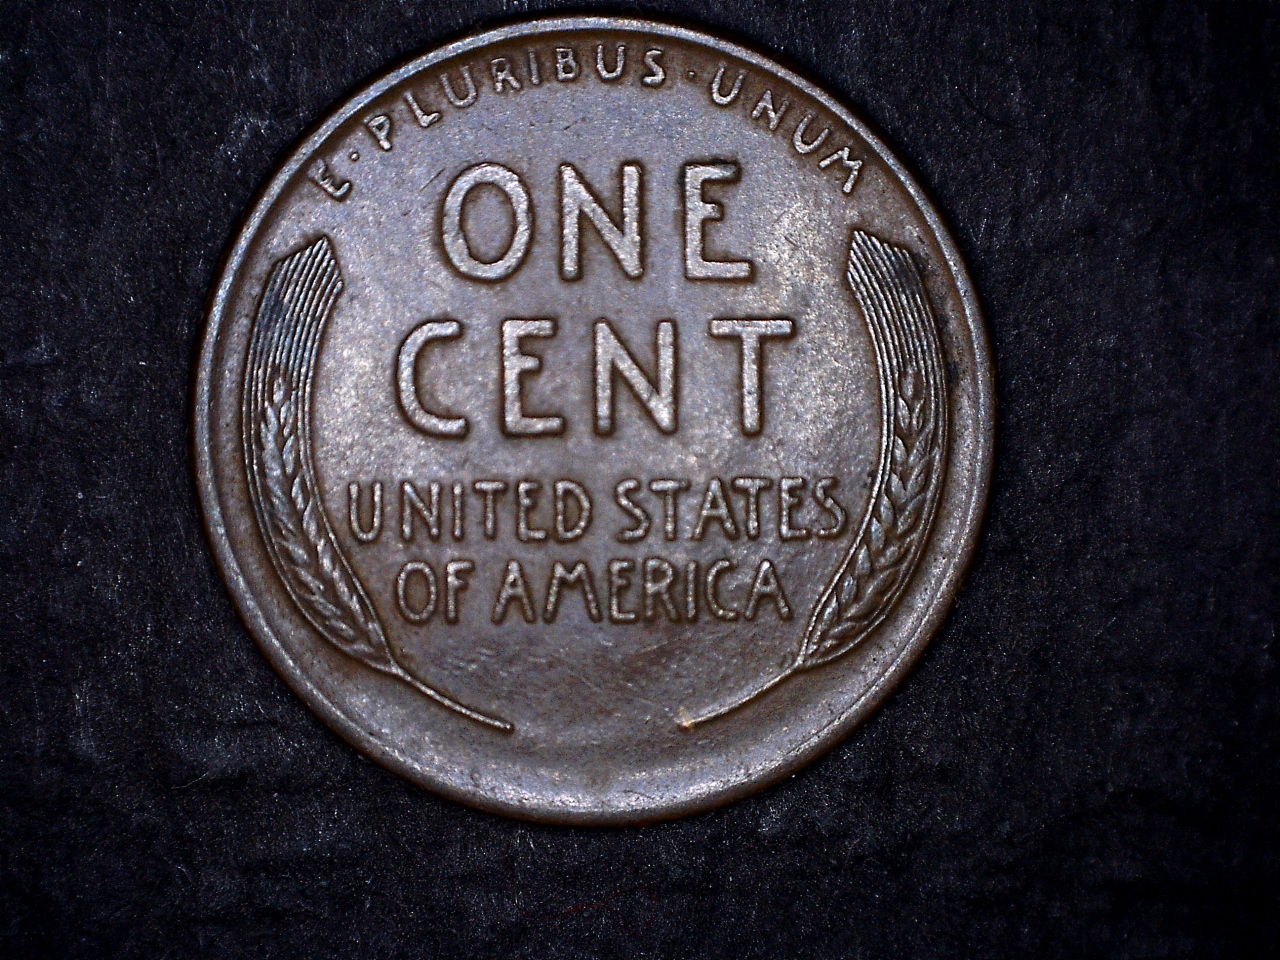 E·PLURIBUS·UNUM
ONE
CENT
UNITED STATES
OF AMERICA